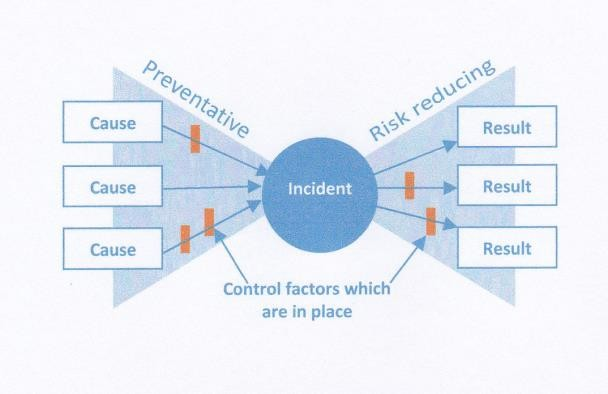 Preventative
Risk reducing
Cause
Cause
Cause
Incident
Result
Result
Result
Control factors which
are in place